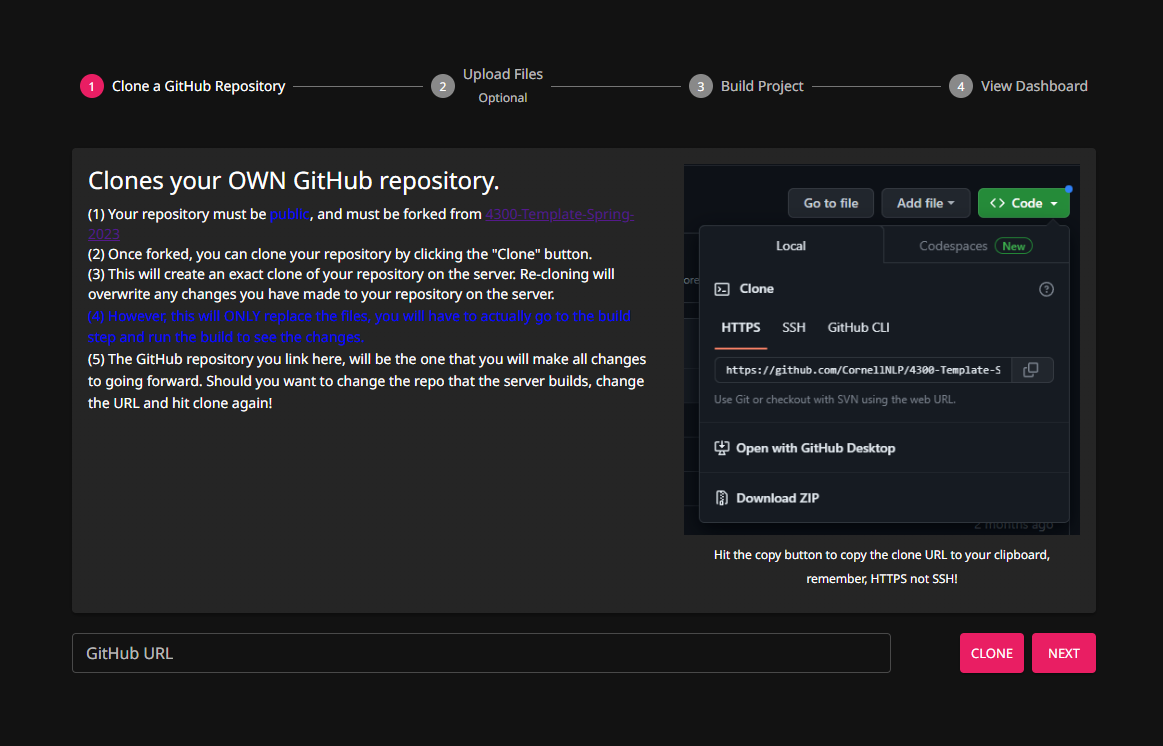 1 Clone a GitHub Repository
2 Upload Files
Optional
3 Build Project
4 View Dashboard
Clones your OWN GitHub repository.
(1) Your repository must be public, and must be forked from 4300-Template-Spring-
2023
(2) Once forked, you can clone your repository by clicking the "Clone" button.
(3) This will create an exact clone of your repository on the server. Re-cloning will
overwrite any changes you have made to your repository on the server.
(4) However, this will ONLY replace the files, you will have to actually go to the build
step and run the build to see the changes.
(5) The GitHub repository you link here, will be the one that you will make all changes
to going forward. Should you want to change the repo that the server builds, change
the URL and hit clone again!
Go to file
Add file
<> Code
Local
Codespaces New
ore
Clone
HTTPS SSH GitHub CLI
https://github.com/CornellNLP/4300-Template-S
Use Git or checkout with SVN using the web URL.
Open with GitHub Desktop
Download ZIP
2 months ago
Hit the copy button to copy the clone URL to your clipboard,
remember, HTTPS not SSH!
GitHub URL
CLONE
NEXT